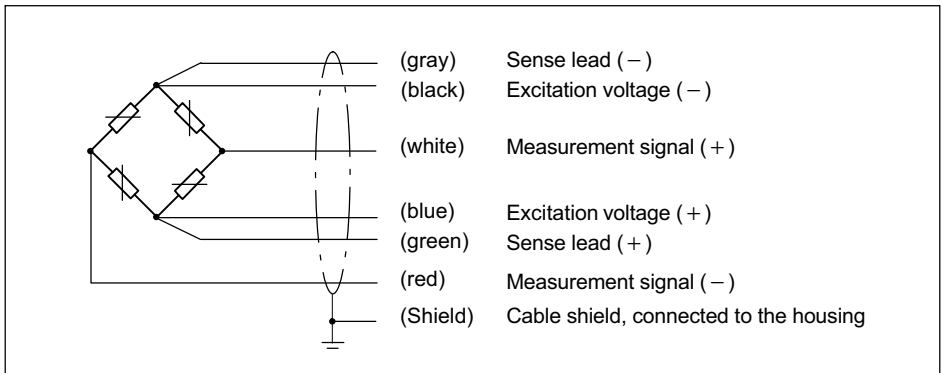 (gray) Sense lead (−)
(black) Excitation voltage (−)
(white) Measurement signal (+)
(blue) Excitation voltage (+)
(green) Sense lead (+)
(red) Measurement signal (−)
(Shield) Cable shield, connected to the housing